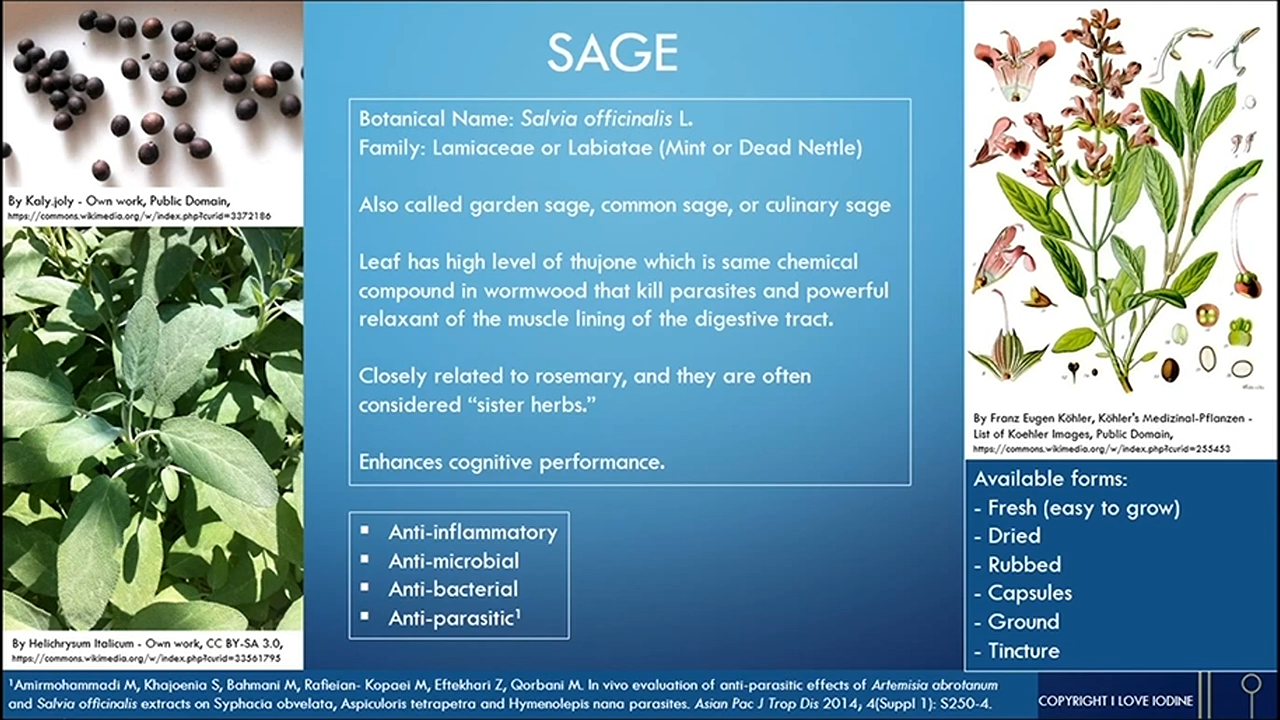 SAGE
By Kaly.joly - Own work, Public Domain,
https://commons.wikimedia.org/w/index.php?curid=3372186
By Helichrysum Italicum - Own work, CC BY-SA 3.0,
https://commons.wikimedia.org/w/index.php?curid=33561795
Botanical Name: Salvia officinalis L.
Family: Lamiaceae or Labiatae (Mint or Dead Nettle)
Also called garden sage, common sage, or culinary sage
Leaf has high level of thujone which is same chemical
compound in wormwood that kill parasites and powerful
relaxant of the muscle lining of the digestive tract.
Closely related to rosemary, and they are often
considered “sister herbs.”
Enhances cognitive performance.
▪ Anti-inflammatory
▪ Anti-microbial
▪ Anti-bacterial
▪ Anti-parasitic¹
By Franz Eugen Köhler, Köhler's Medizinal-Pflanzen -
List of Koehler Images, Public Domain,
https://commons.wikimedia.org/w/index.php?curid=255453
Available forms:
- Fresh (easy to grow)
- Dried
- Rubbed
- Capsules
- Ground
- Tincture
¹Amirmohammadi M, Khajoenia S, Bahmani M, Rafieian- Kopaei M, Eftekhari Z, Qorbani M. In vivo evaluation of anti-parasitic effects of Artemisia abrotanum
and Salvia officinalis extracts on Syphacia obvelata, Aspiculoris tetrapetra and Hymenolepis nana parasites. Asian Pac J Trop Dis 2014, 4(Suppl 1): S250-4.
COPYRIGHT I LOVE IODINE